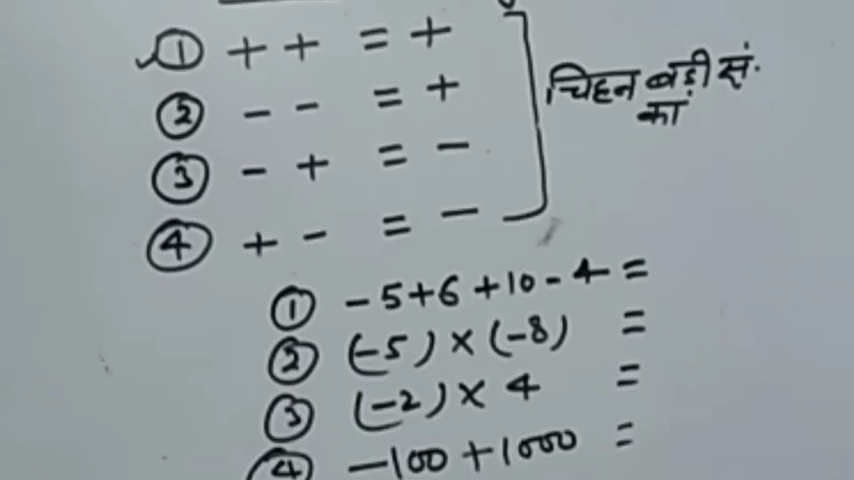 ① + + = +
② - - = +
③ - + = -
④ + - = -
चिहन बड़ी सं.
का
① - 5 + 6 + 10 - 4 =
② (-5) × (-8) =
③ (-2) × 4 =
④ -100 + 1000 =